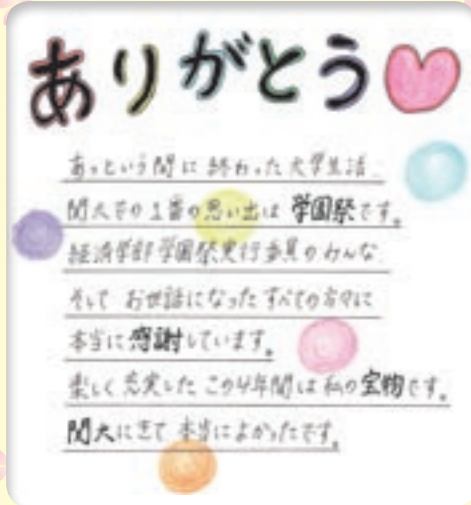 ありがとう
あっという間に終わった大学生活
関大での1番の思い出は 学園祭です。
経済学部学園祭実行委員のみんな
そして お世話になった すべての方々に
本当に感謝しています。
楽しく充実した この4年間は 私の宝物です。
関大にきて 本当によかったです。